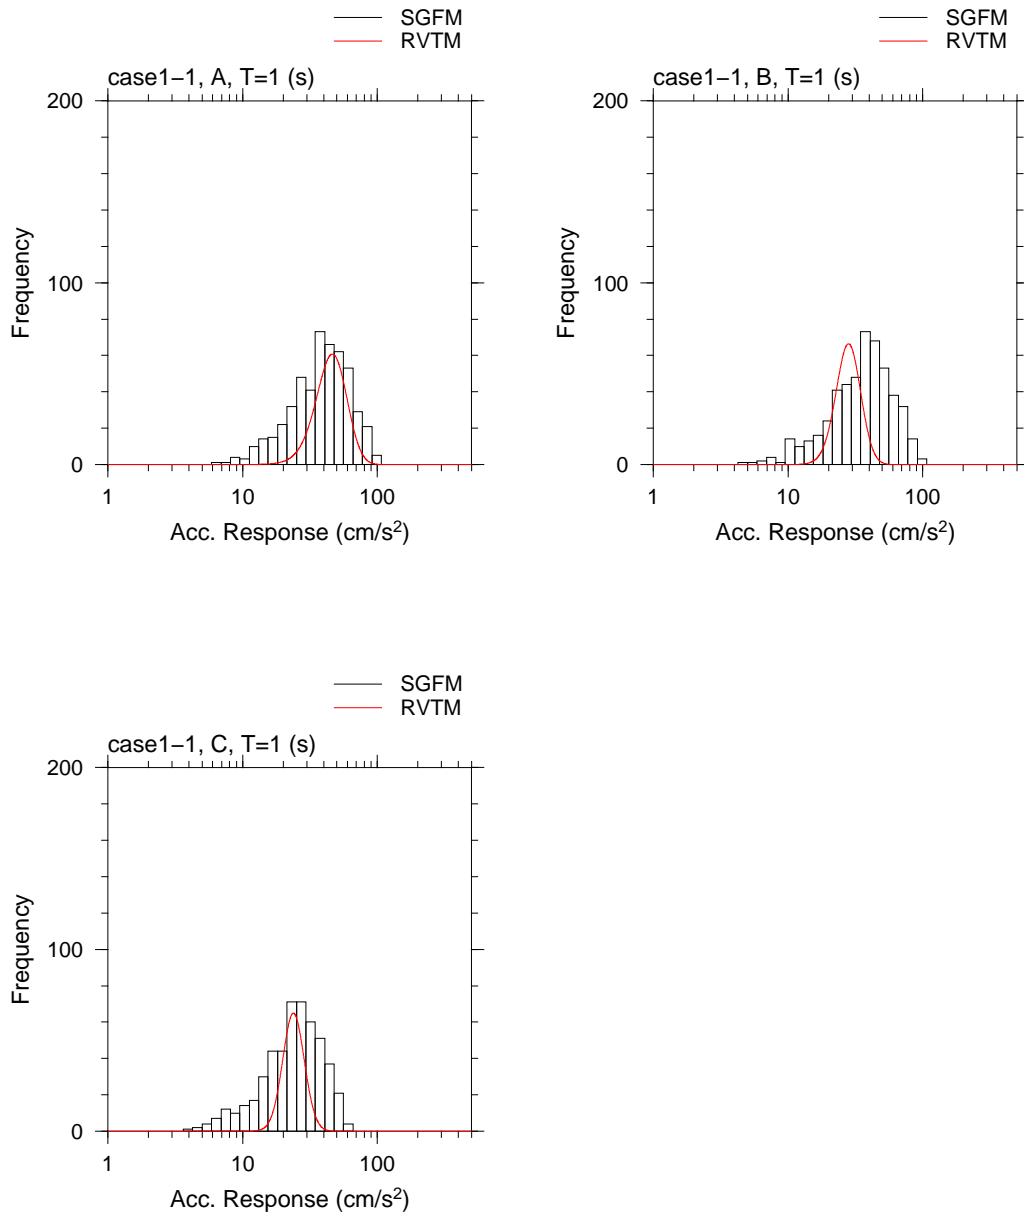 SGFM
RVTM
case1−1, A, T=1 (s)
200
100
0
Frequency
1 10 100
Acc. Response (cm/s²)
SGFM
RVTM
case1−1, B, T=1 (s)
200
100
0
Frequency
1 10 100
Acc. Response (cm/s²)
SGFM
RVTM
case1−1, C, T=1 (s)
200
100
0
Frequency
1 10 100
Acc. Response (cm/s²)